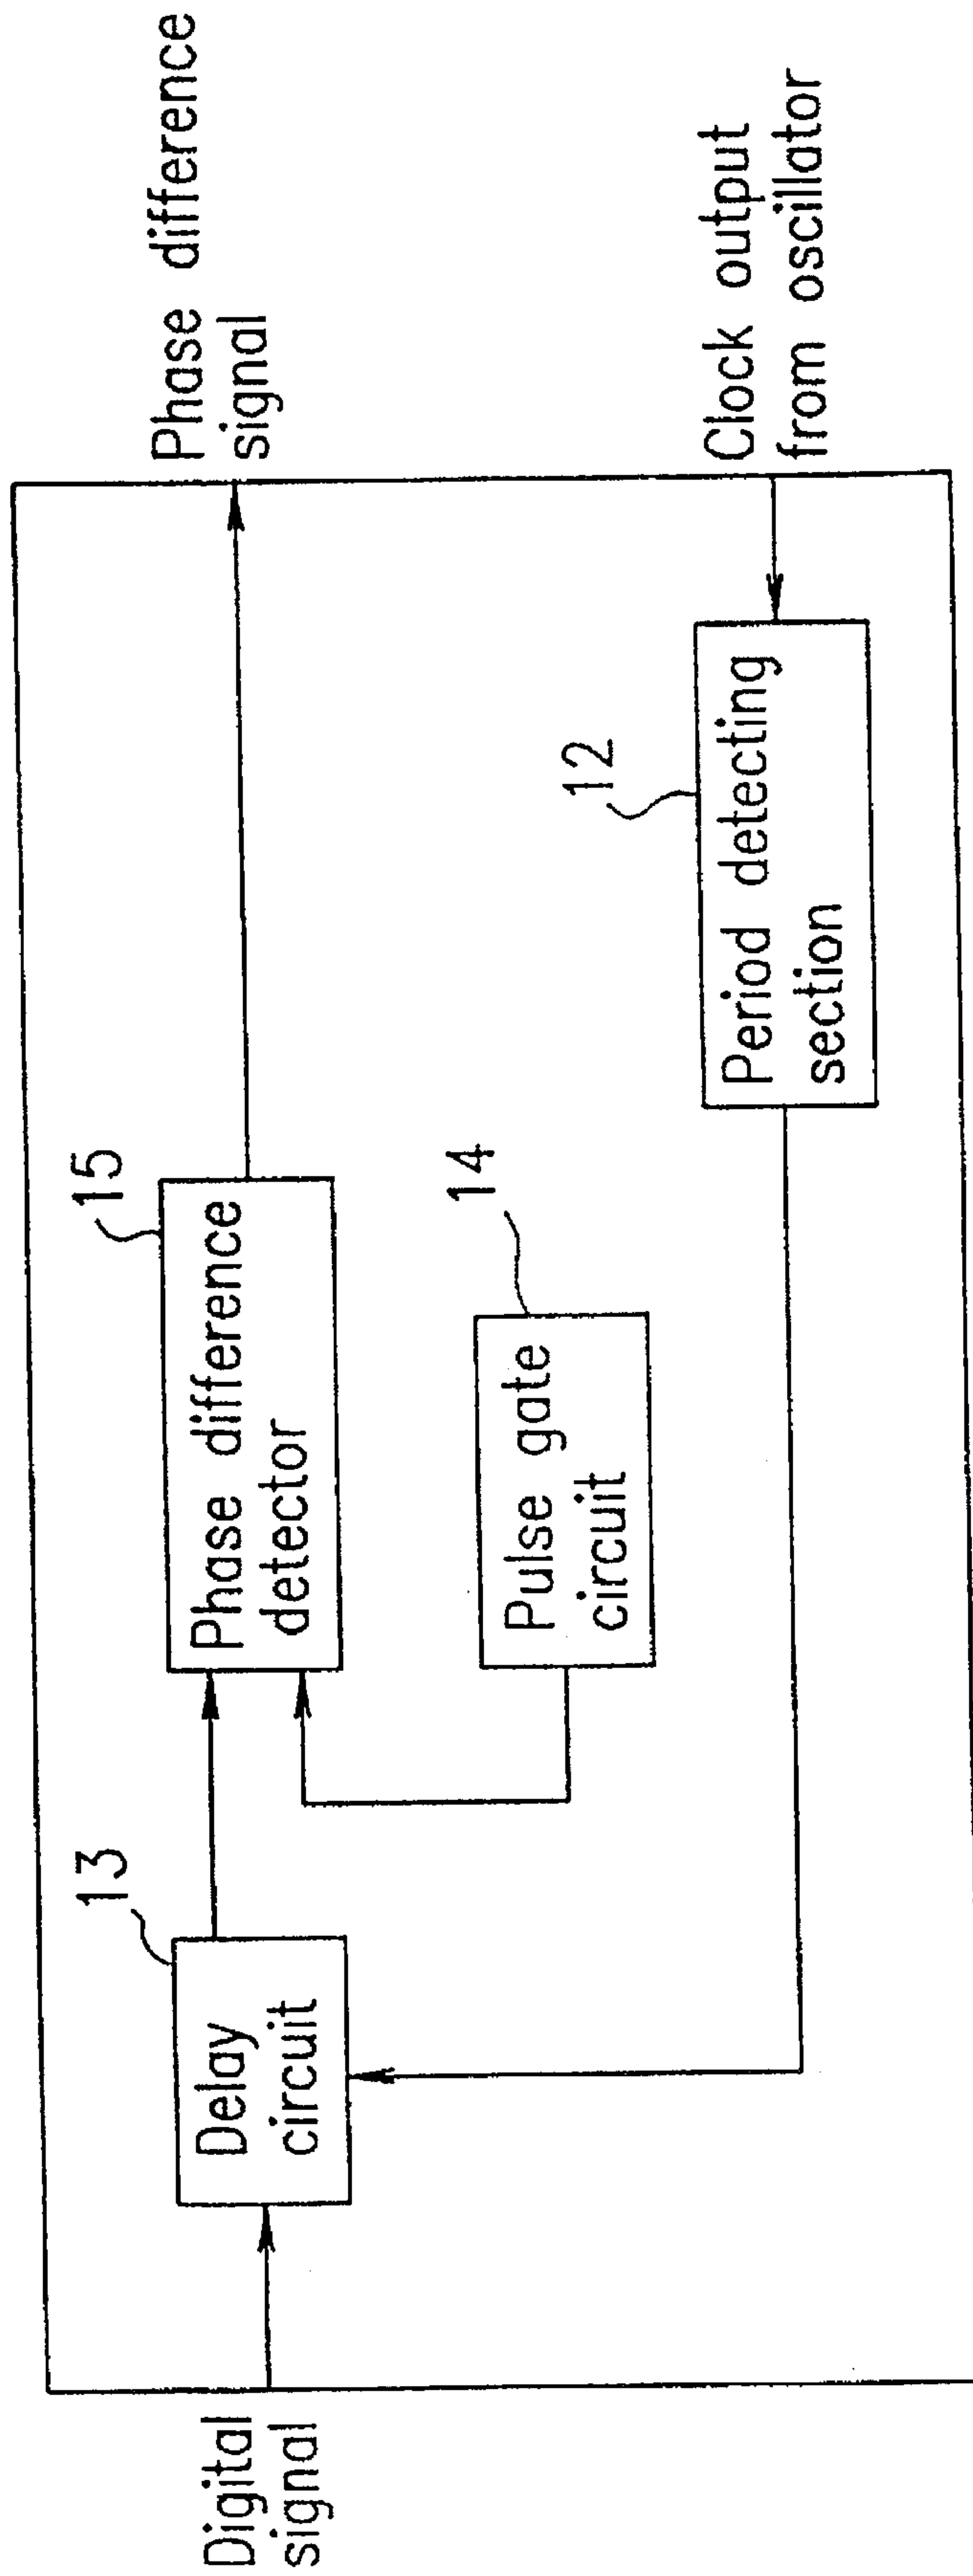 Digital
signal
13
Delay
circuit
15
Phase difference
detector
14
Pulse gate
circuit
12
Period detecting
section
Phase difference
signal
Clock output
from oscillator